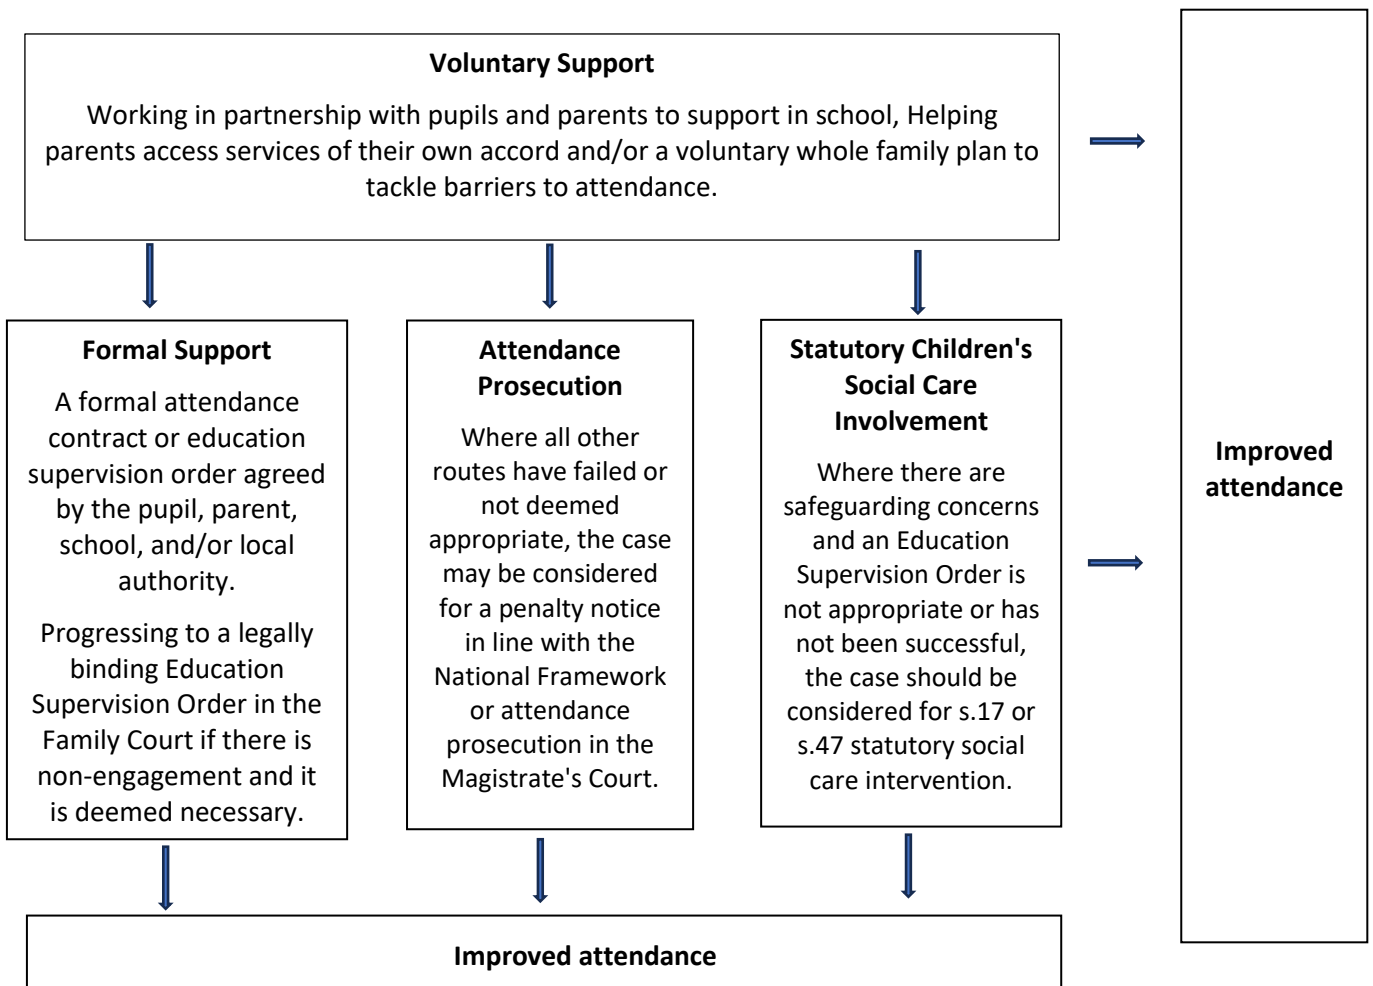 Voluntary Support
Working in partnership with pupils and parents to support in school, Helping
parents access services of their own accord and/or a voluntary whole family plan to
tackle barriers to attendance.
Formal Support
A formal attendance
contract or education
supervision order agreed
by the pupil, parent,
school, and/or local
authority.
Progressing to a legally
binding Education
Supervision Order in the
Family Court if there is
non-engagement and it
is deemed necessary.
Attendance
Prosecution
Where all other
routes have failed or
not deemed
appropriate, the case
may be considered
for a penalty notice
in line with the
National Framework
or attendance
prosecution in the
Magistrate's Court.
Statutory Children's
Social Care
Involvement
Where there are
safeguarding concerns
and an Education
Supervision Order is
not appropriate or has
not been successful,
the case should be
considered for s.17 or
s.47 statutory social
care intervention.
Improved
attendance
Improved attendance